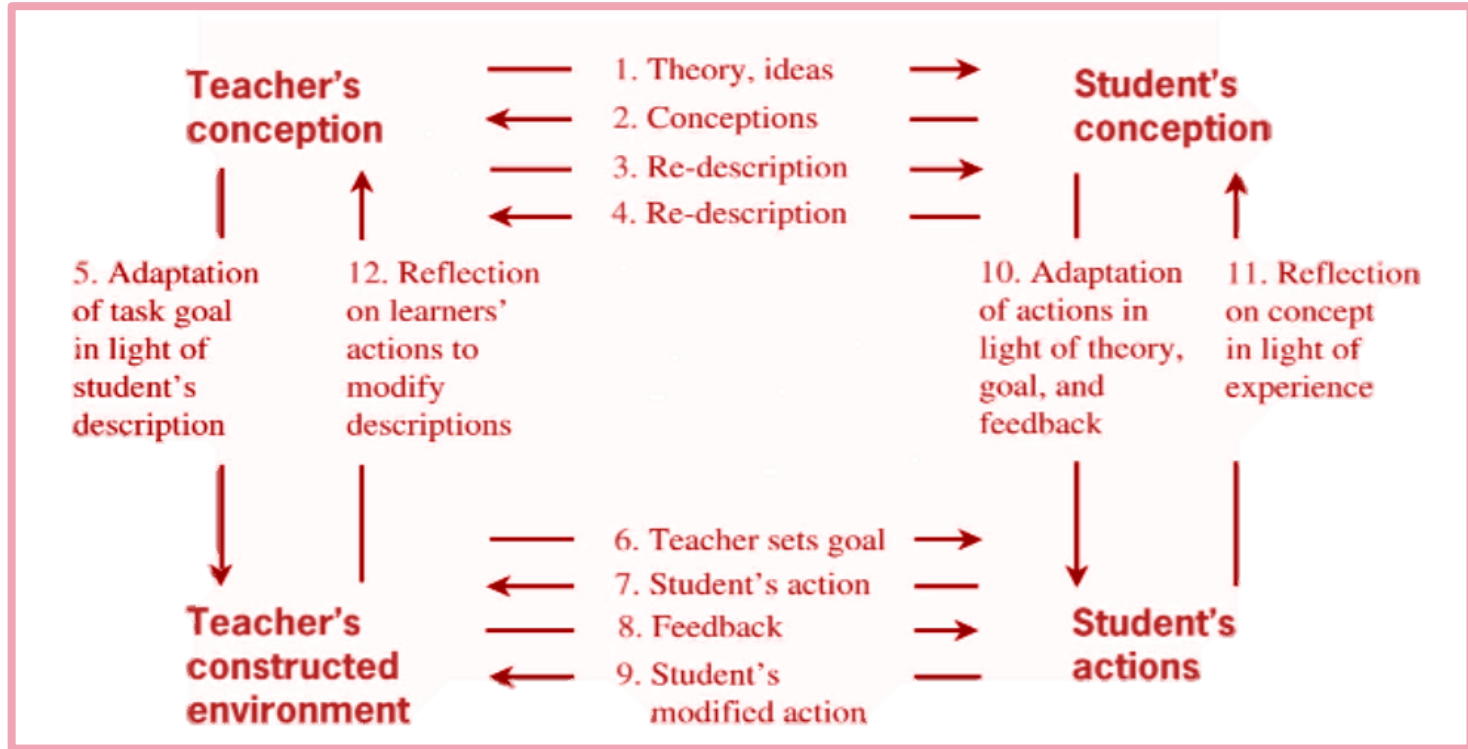 Teacher's
conception
1. Theory, ideas
2. Conceptions
3. Re-description
4. Re-description
Student's
conception
5. Adaptation
of task goal
in light of
student's
description
12. Reflection
on learners'
actions to
modify
descriptions
10. Adaptation
of actions in
light of theory,
goal, and
feedback
11. Reflection
on concept
in light of
experience
Teacher's
constructed
environment
6. Teacher sets goal
7. Student's action
8. Feedback
9. Student's
modified action
Student's
actions